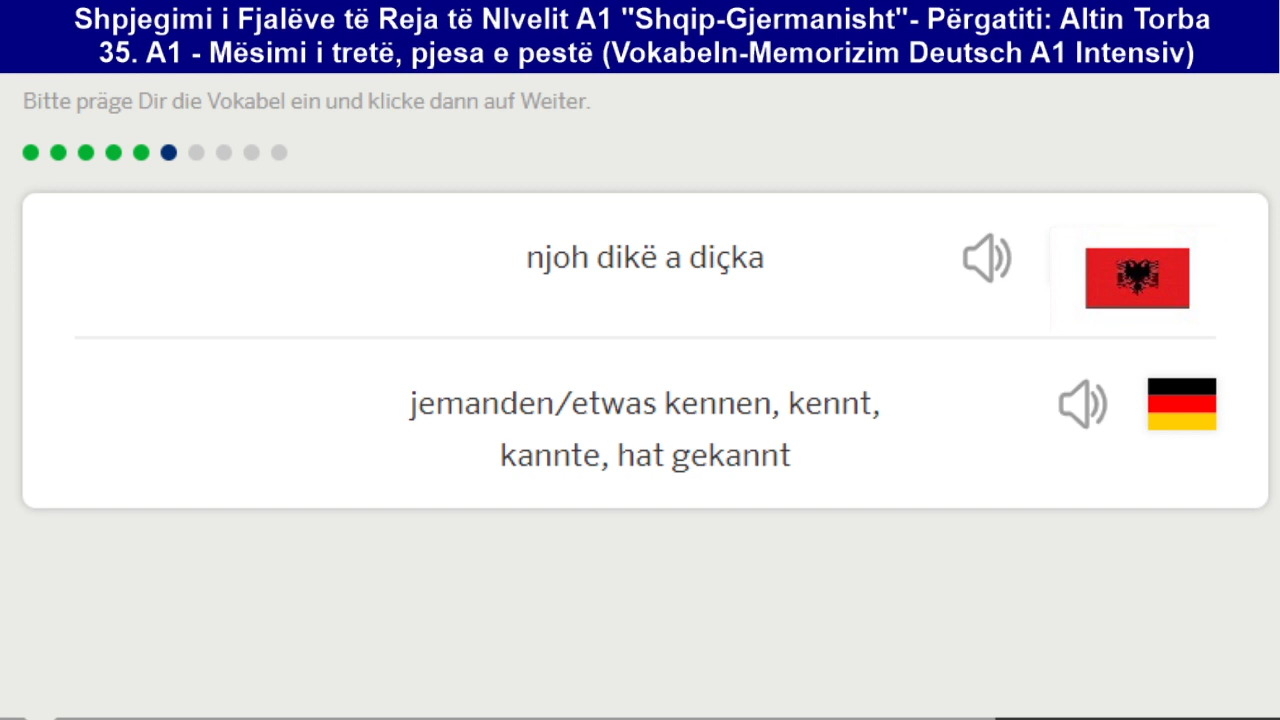 Shpjegimi i Fjalëve të Reja të NIvelit A1 "Shqip-Gjermanisht"- Përgatiti: Altin Torba
35. A1 - Mësimi i tretë, pjesa e pestë (Vokabeln-Memorizim Deutsch A1 Intensiv)
Bitte präge Dir die Vokabel ein und klicke dann auf Weiter.
njoh dikë a diçka
jemanden/etwas kennen, kennt,
kannte, hat gekannt